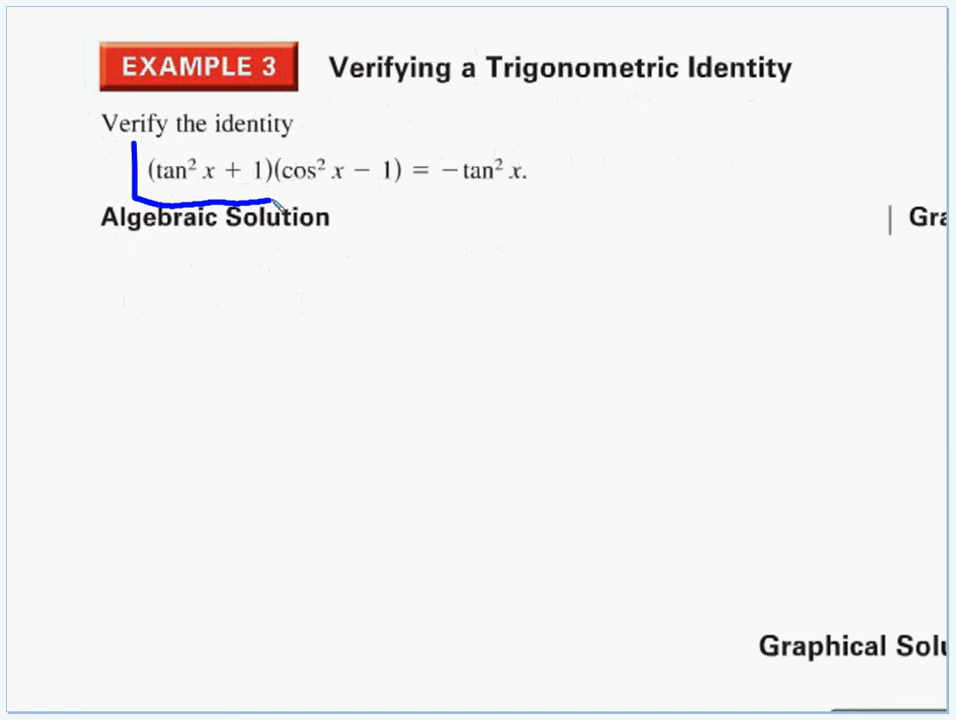 EXAMPLE 3 Verifying a Trigonometric Identity
Verify the identity
(tan² x + 1)(cos² x − 1) = −tan² x.
Algebraic Solution | Gra
Graphical Solu